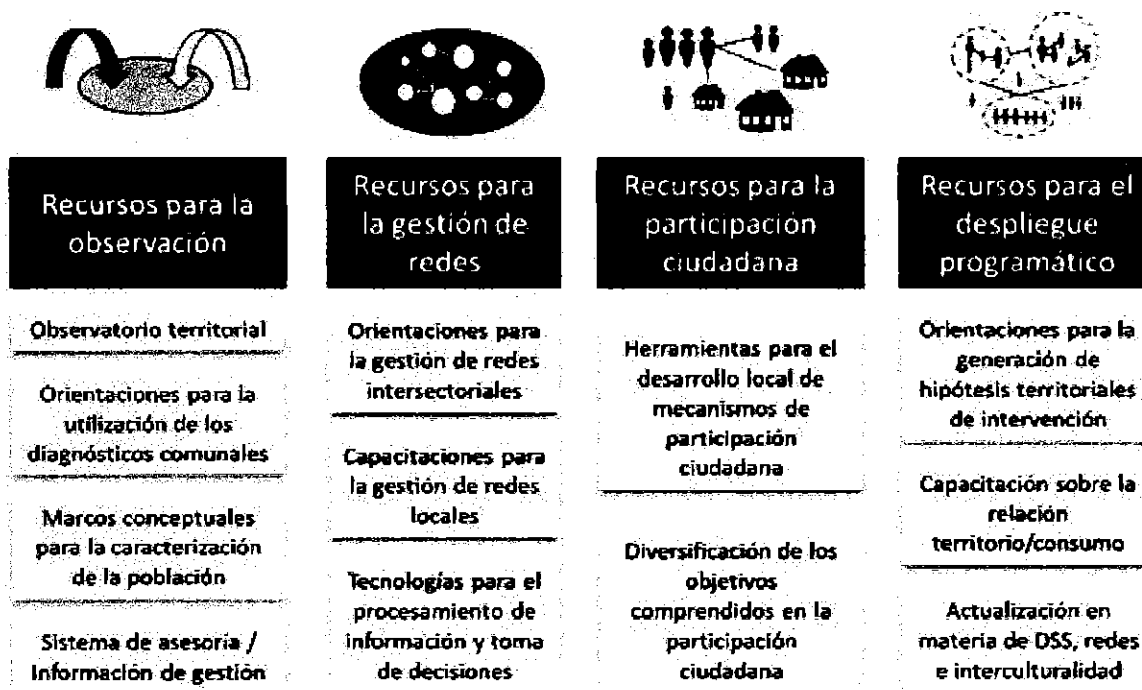 Recursos para la
observación
Observatorio territorial
Orientaciones para la
utilización de los
diagnósticos comunales
Marcos conceptuales
para la caracterización
de la población
Sistema de asesoría /
Información de gestión
Recursos para
la gestión de
redes
Orientaciones para
la gestión de redes
intersectoriales
Capacitaciones para
la gestión de redes
locales
Tecnologías para el
procesamiento de
información y toma
de decisiones
Recursos para la
participación
ciudadana
Herramientas para el
desarrollo local de
mecanismos de
participación
ciudadana
Diversificación de los
objetivos
comprendidos en la
participación
ciudadana
Recursos para el
despliegue
programático
Orientaciones para la
generación de
hipótesis territoriales
de intervención
Capacitación sobre la
relación
territorio/consumo
Actualización en
materia de DSS, redes
e interculturalidad